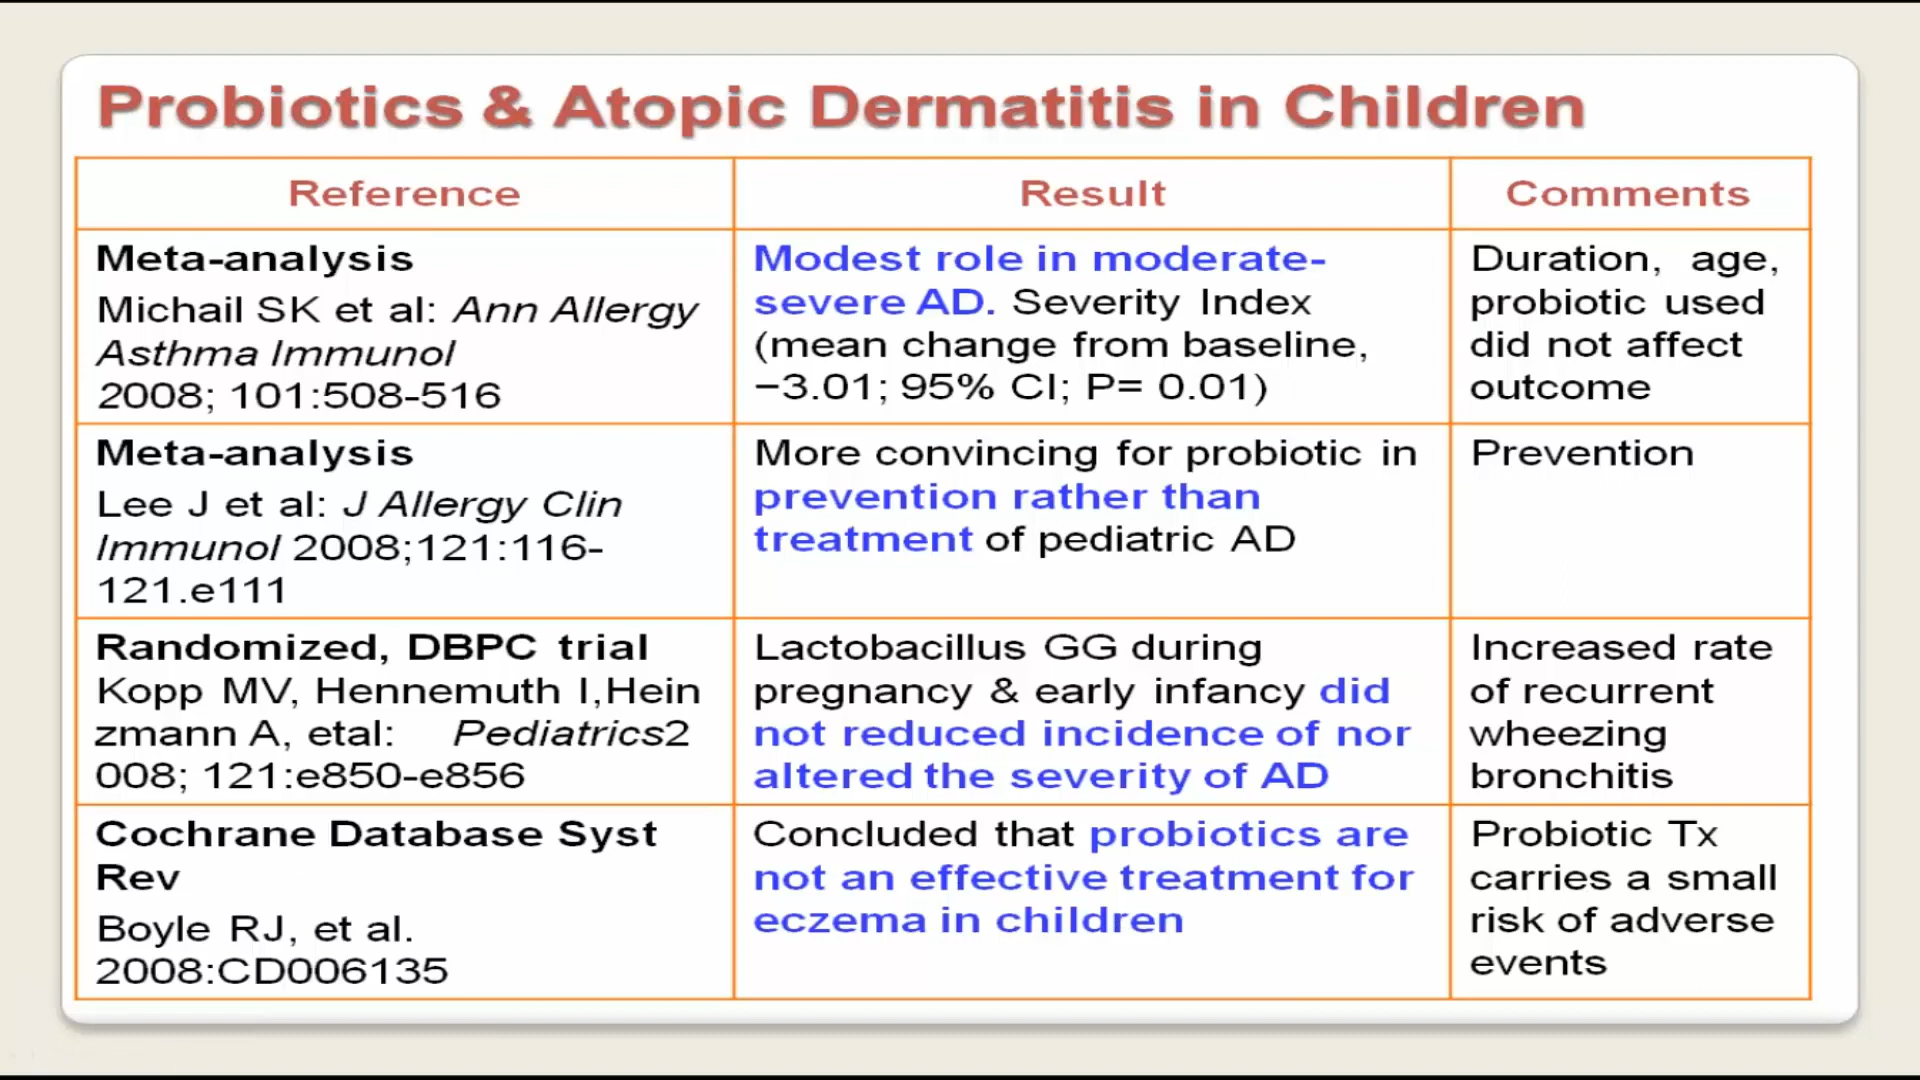 Probiotics & Atopic Dermatitis in Children
Reference
Result
Comments
Meta-analysis
Michail SK et al: Ann Allergy
Asthma Immunol
2008; 101:508-516
Modest role in moderate-
severe AD. Severity Index
(mean change from baseline,
−3.01; 95% CI; P= 0.01)
Duration, age,
probiotic used
did not affect
outcome
Meta-analysis
Lee J et al: J Allergy Clin
Immunol 2008;121:116-
121.e111
More convincing for probiotic in
prevention rather than
treatment of pediatric AD
Prevention
Randomized, DBPC trial
Kopp MV, Hennemuth I,Hein
zmann A, etal: Pediatrics2
008; 121:e850-e856
Lactobacillus GG during
pregnancy & early infancy did
not reduced incidence of nor
altered the severity of AD
Increased rate
of recurrent
wheezing
bronchitis
Cochrane Database Syst
Rev
Boyle RJ, et al.
2008:CD006135
Concluded that probiotics are
not an effective treatment for
eczema in children
Probiotic Tx
carries a small
risk of adverse
events